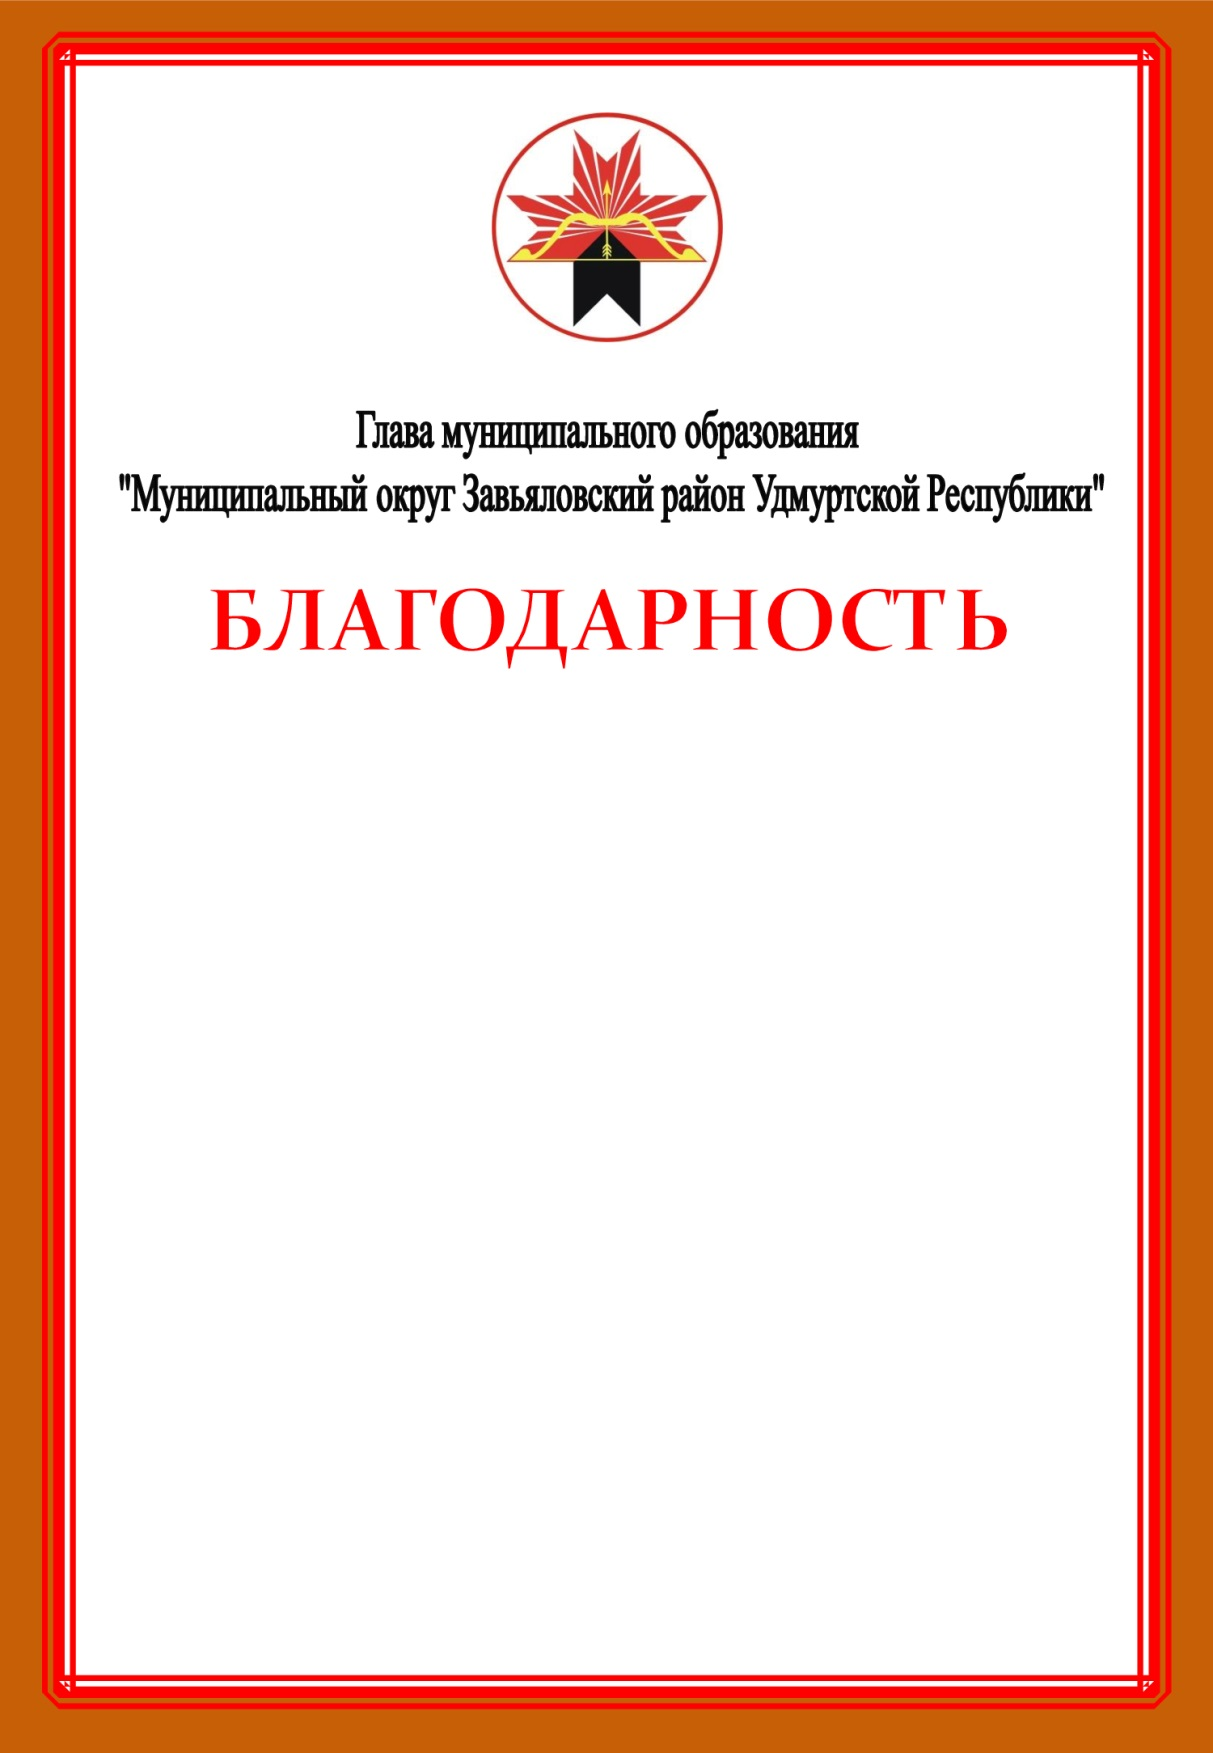 Глава муниципального образования
"Муниципальный округ Завьяловский район Удмуртской Республики"
БЛАГОДАРНОСТЬ